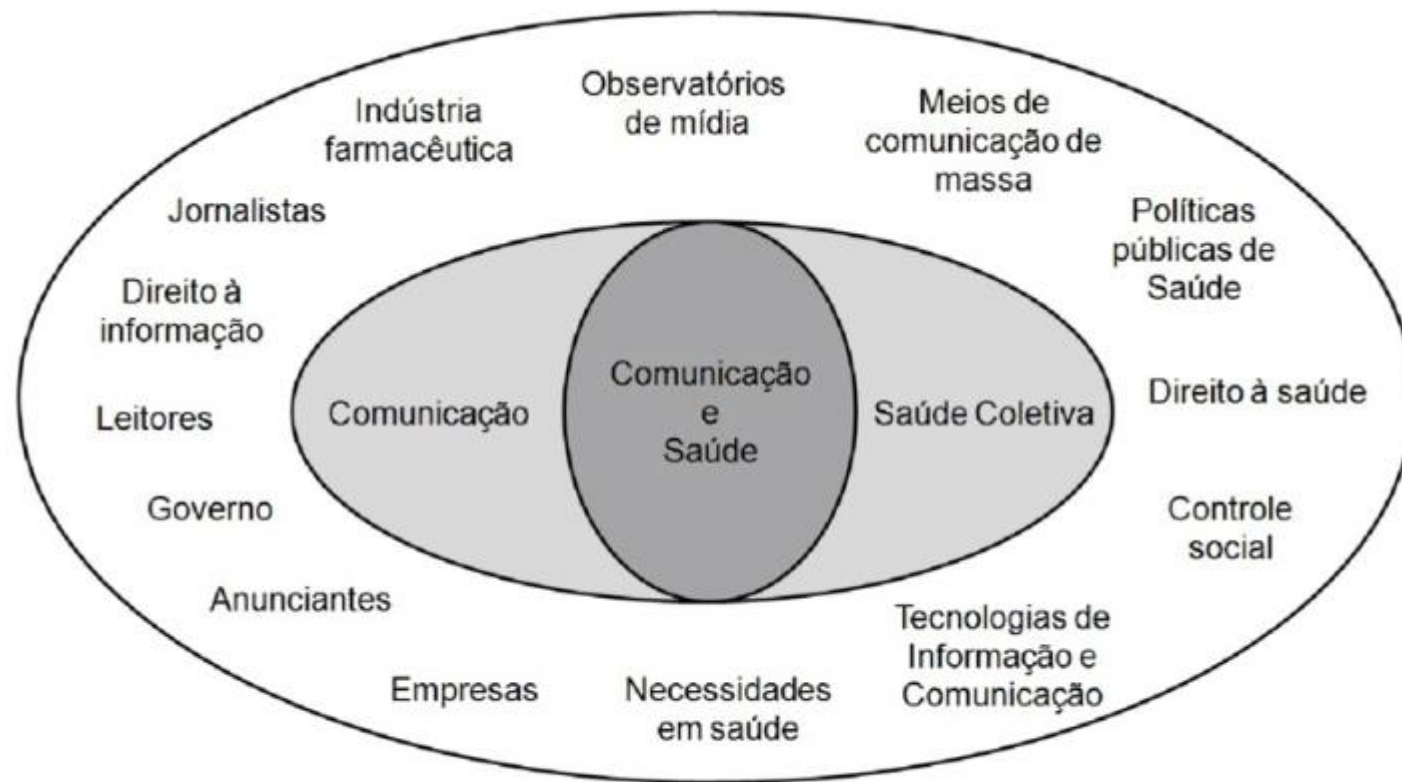 Observatórios
de mídia
Indústria
farmacêutica
Meios de
comunicação de
massa
Jornalistas
Políticas
públicas de
Saúde
Direito à
informação
Comunicação
Comunicação
e
Saúde
Saúde Coletiva
Direito à saúde
Leitores
Governo
Controle
social
Anunciantes
Tecnologias de
Informação e
Comunicação
Empresas
Necessidades
em saúde